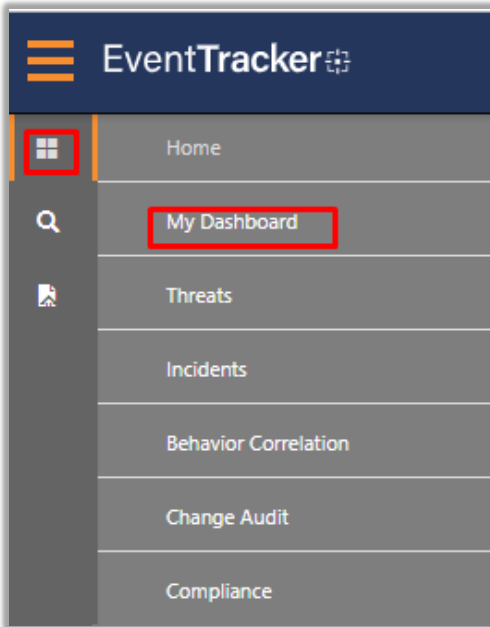 EventTracker
Home
My Dashboard
Threats
Incidents
Behavior Correlation
Change Audit
Compliance